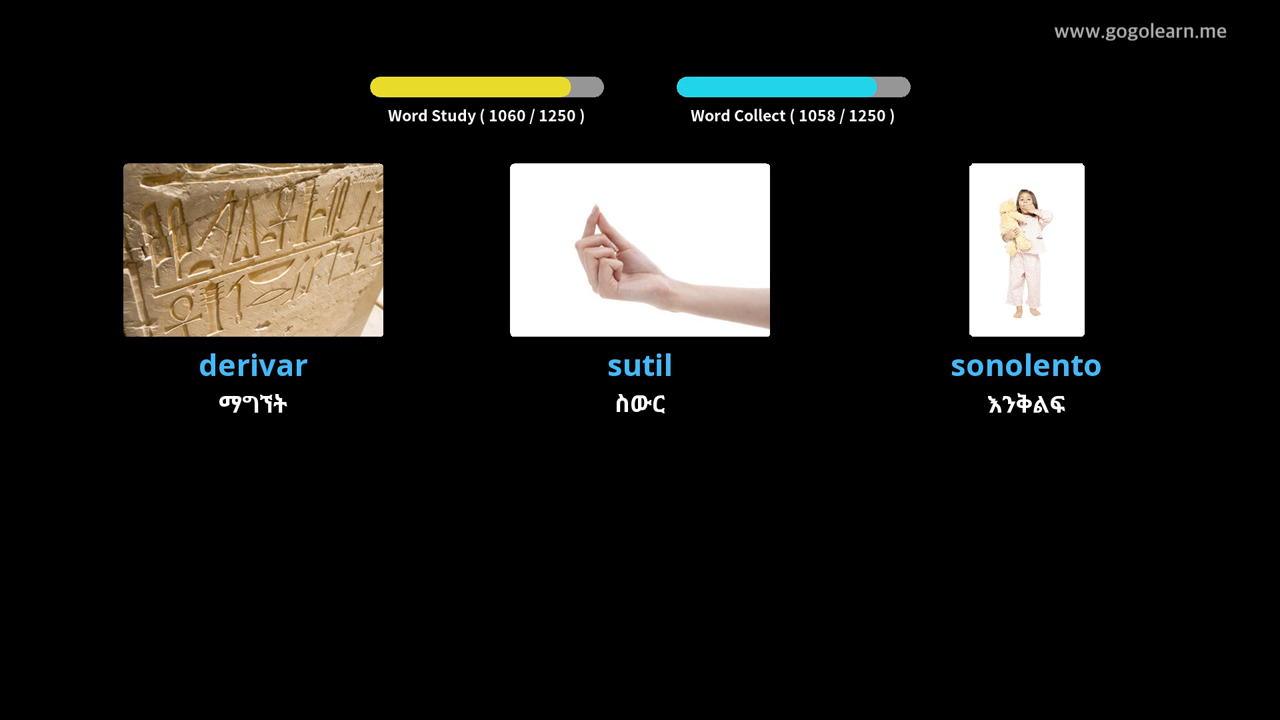 www.gogolearn.me
Word Study ( 1060 / 1250 )
Word Collect ( 1058 / 1250 )
derivar
ማግኘት
sutil
ስውር
sonolento
እንቅልፍ